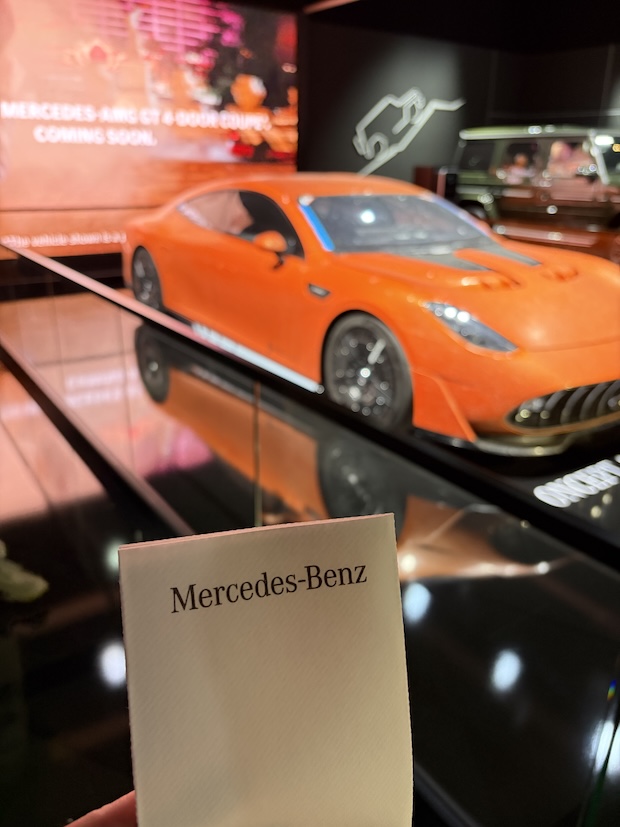 MERCEDES-AMG GT 4-DOOR COUPÉ*
COMING SOON.
Mercedes-Benz